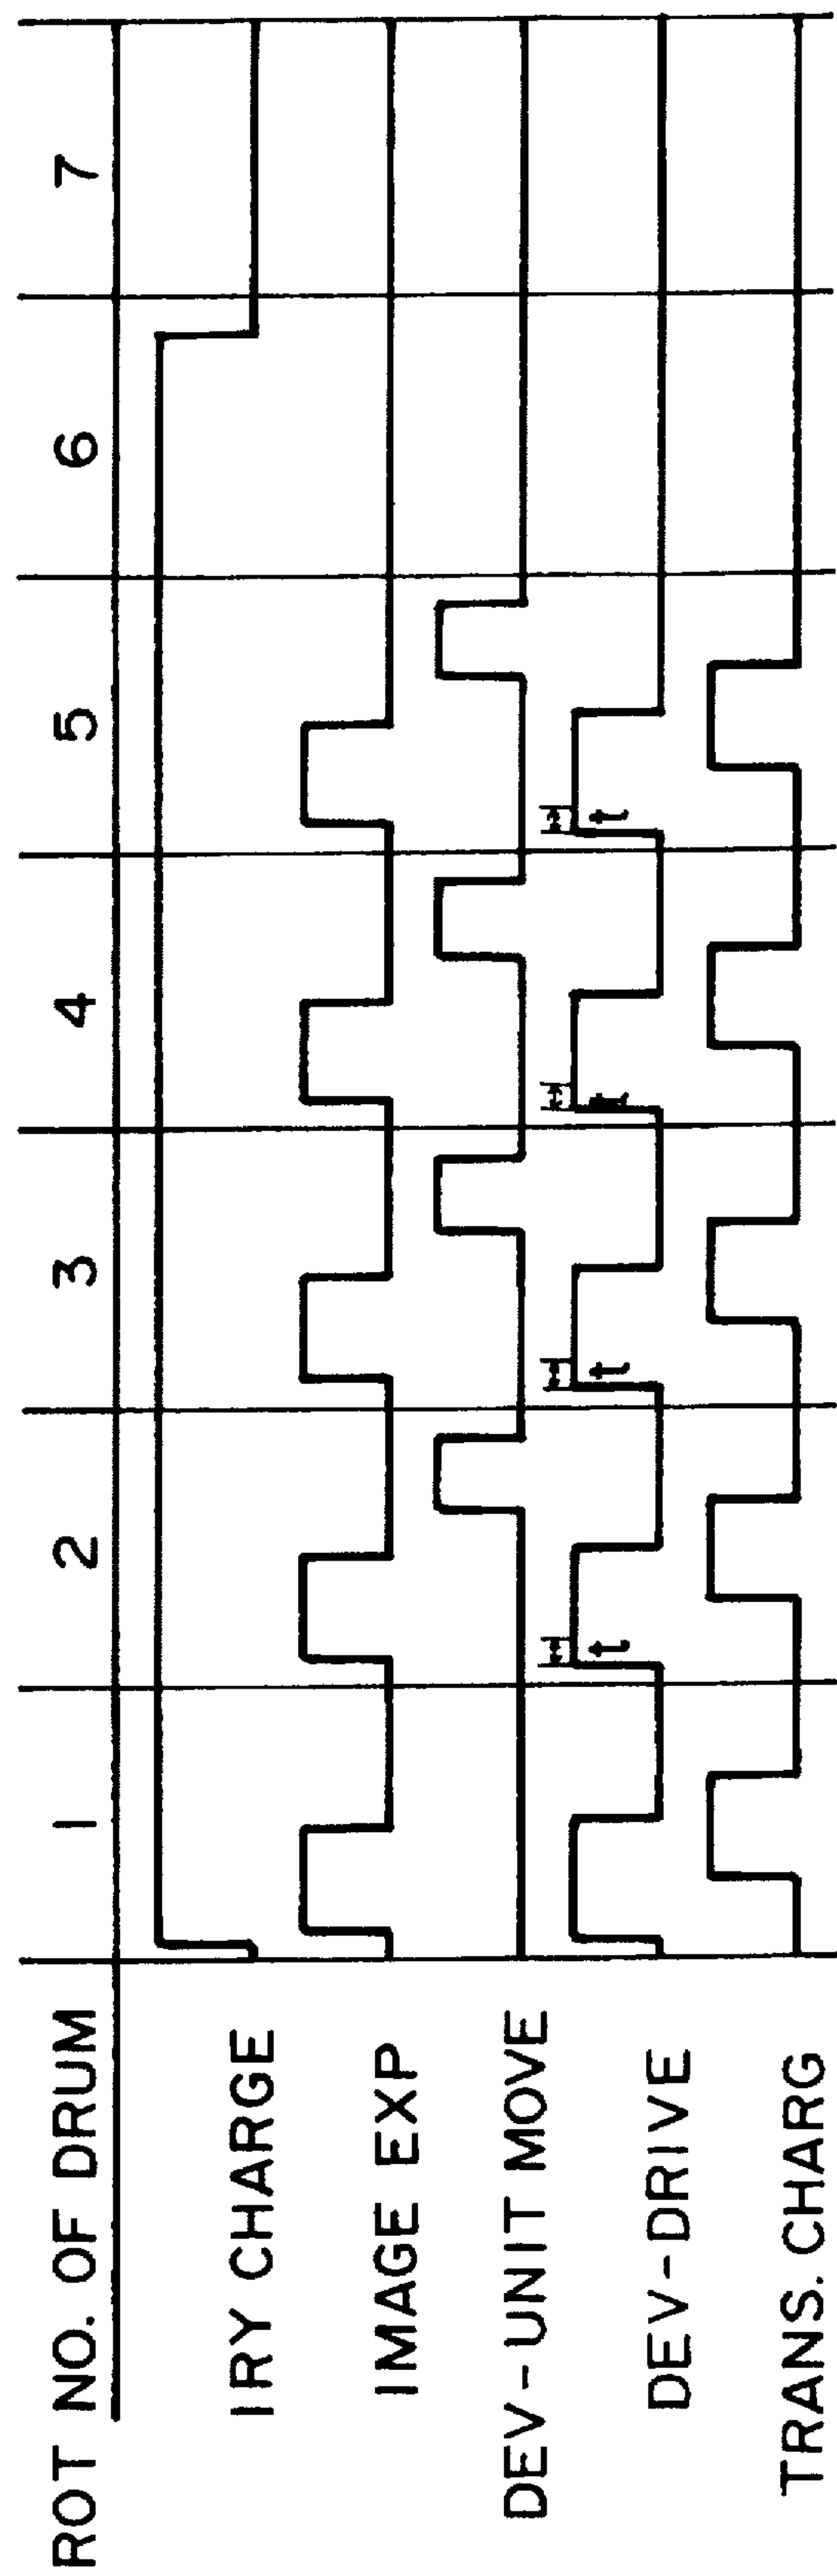 ROT NO. OF DRUM 1 2 3 4 5 6 7
IRY CHARGE
IMAGE EXP
DEV-UNIT MOVE
DEV-DRIVE
t t t t
TRANS. CHARG